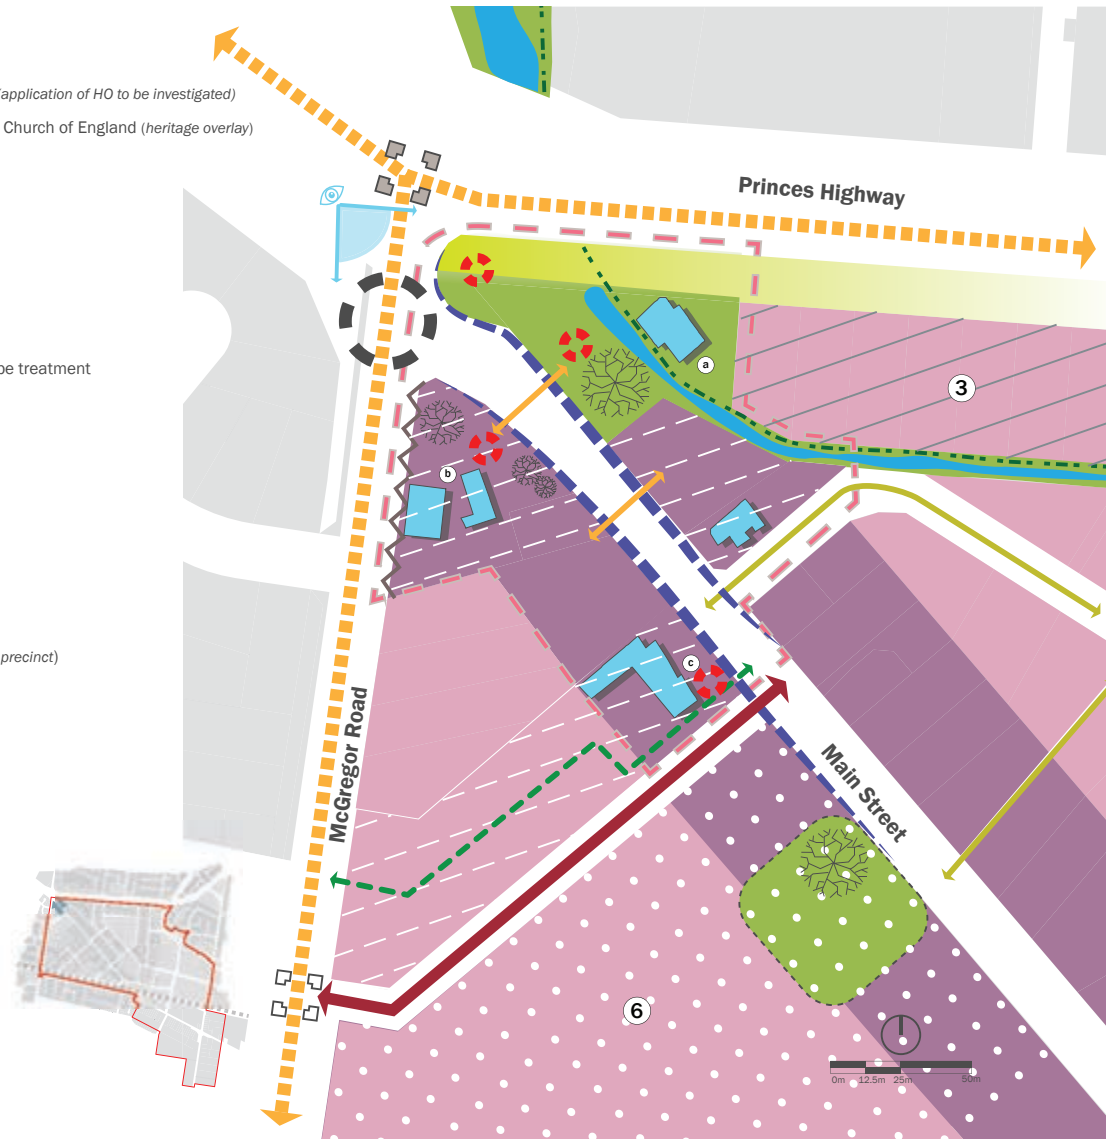 application of HO to be investigated)
Church of England (heritage overlay)
Princes Highway
pe treatment
a
3
b
precinct)
c
McGregor Road
Main Street
6
0m 12.5m 25m 50m